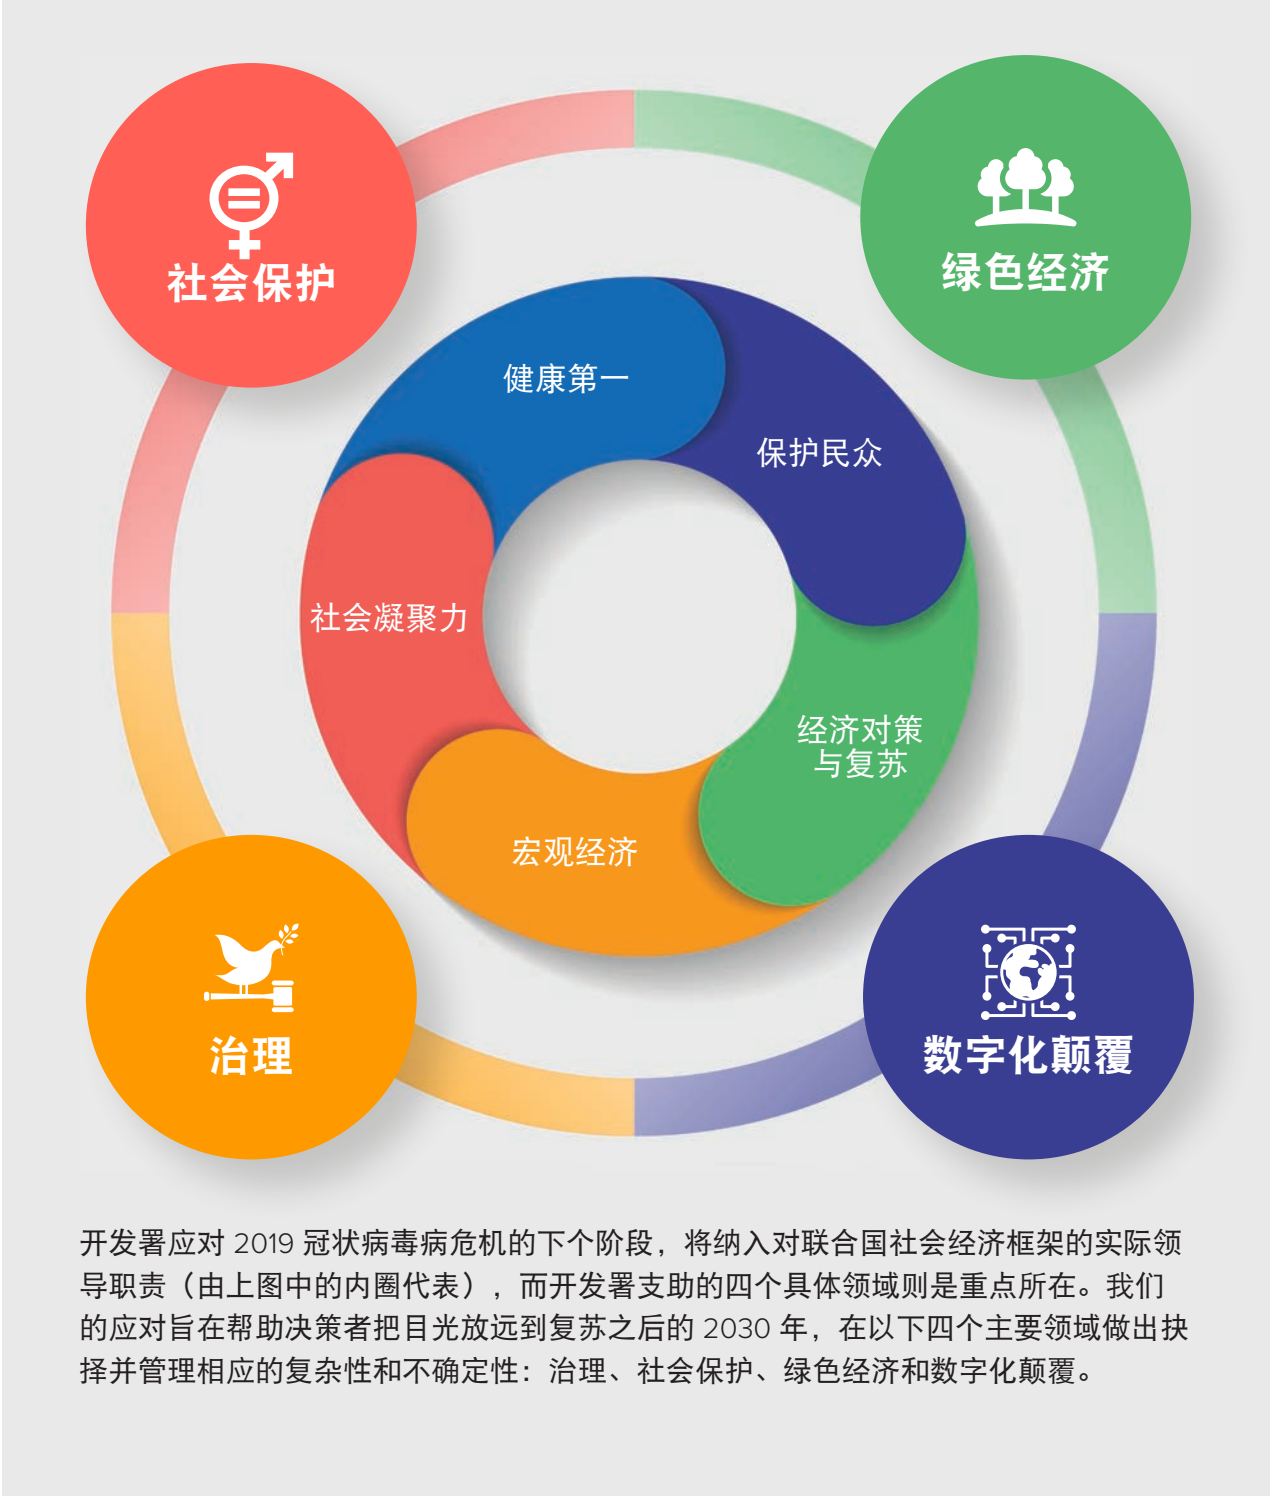 社会保护
绿色经济
健康第一
保护民众
社会凝聚力
经济对策
与复苏
宏观经济
治理
数字化颠覆
开发署应对 2019 冠状病毒病危机的下个阶段，将纳入对联合国社会经济框架的实际领
导职责（由上图中的内圈代表），而开发署支助的四个具体领域则是重点所在。我们
的应对旨在帮助决策者把目光放远到复苏之后的 2030 年，在以下四个主要领域做出抉
择并管理相应的复杂性和不确定性：治理、社会保护、绿色经济和数字化颠覆。